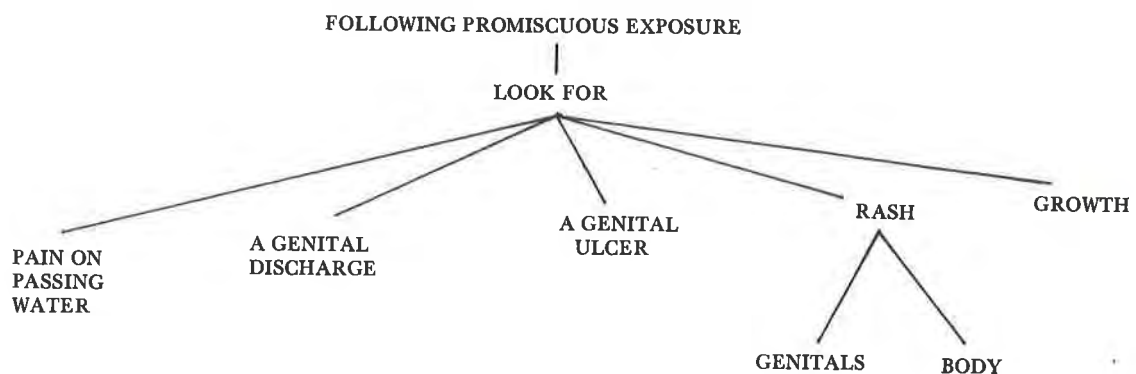 FOLLOWING PROMISCUOUS EXPOSURE
LOOK FOR
PAIN ON
PASSING
WATER
A GENITAL
DISCHARGE
A GENITAL
ULCER
RASH
GROWTH
GENITALS
BODY